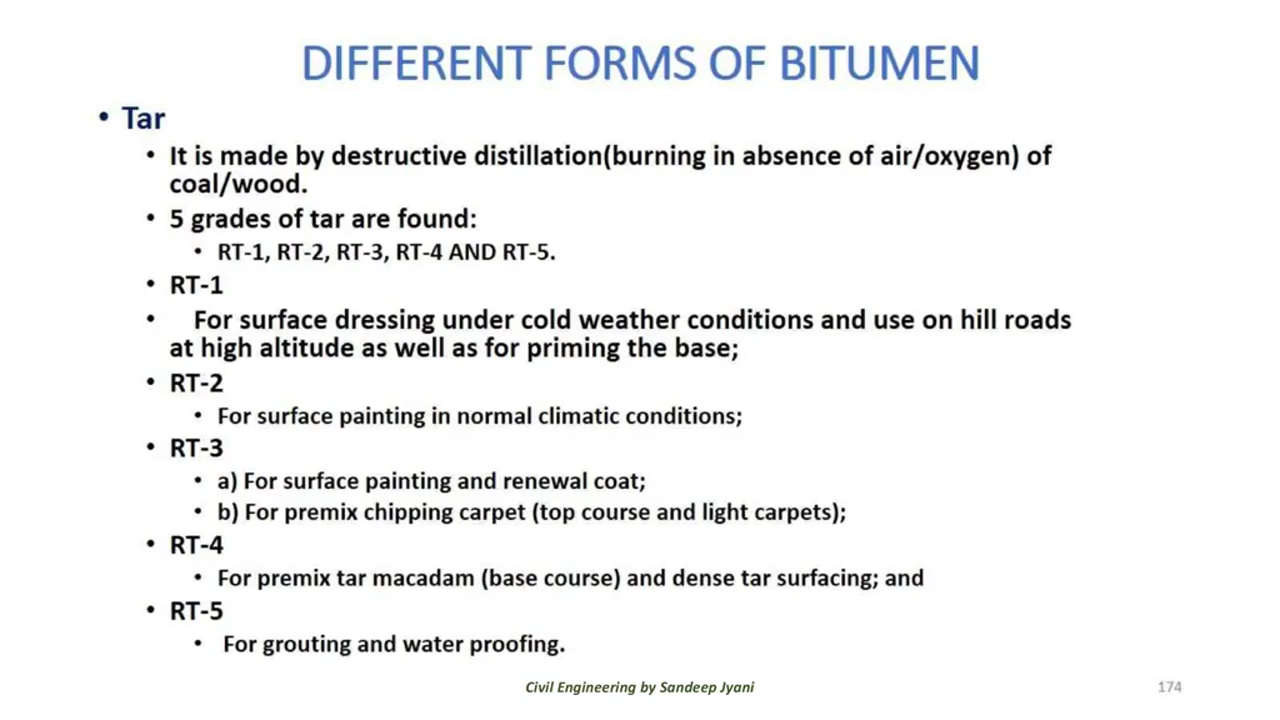 DIFFERENT FORMS OF BITUMEN
• Tar
• It is made by destructive distillation(burning in absence of air/oxygen) of
coal/wood.
• 5 grades of tar are found:
• RT-1, RT-2, RT-3, RT-4 AND RT-5.
• RT-1
• For surface dressing under cold weather conditions and use on hill roads
at high altitude as well as for priming the base;
• RT-2
• For surface painting in normal climatic conditions;
• RT-3
• a) For surface painting and renewal coat;
• b) For premix chipping carpet (top course and light carpets);
• RT-4
• For premix tar macadam (base course) and dense tar surfacing; and
• RT-5
• For grouting and water proofing.
Civil Engineering by Sandeep Jyani
174